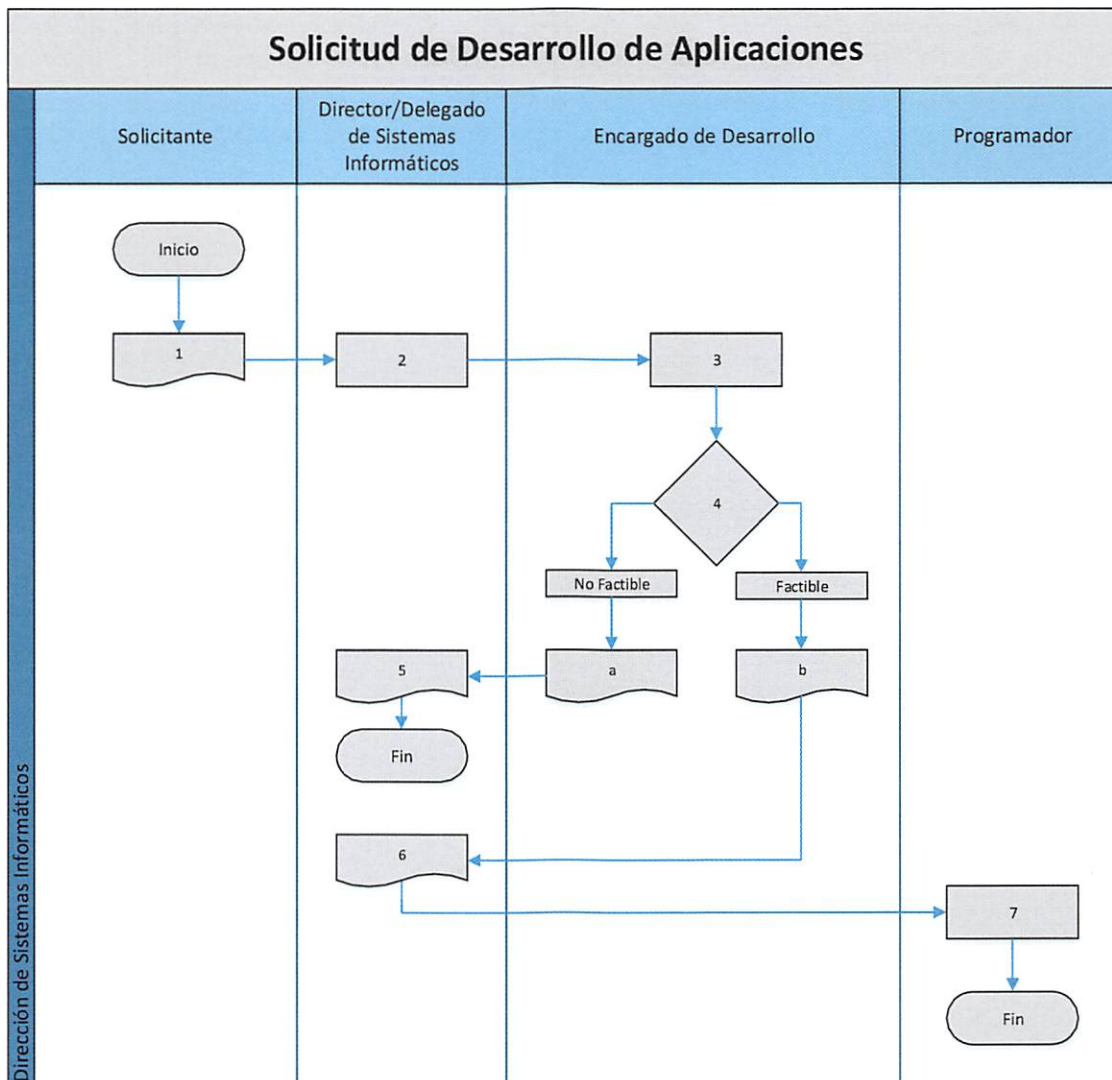 Solicitud de Desarrollo de Aplicaciones
Solicitante
Director/Delegado
de Sistemas
Informáticos
Encargado de Desarrollo
Programador
Inicio
1
2
3
4
No Factible
Factible
5
a
b
Fin
6
7
Fin
Dirección de Sistemas Informáticos